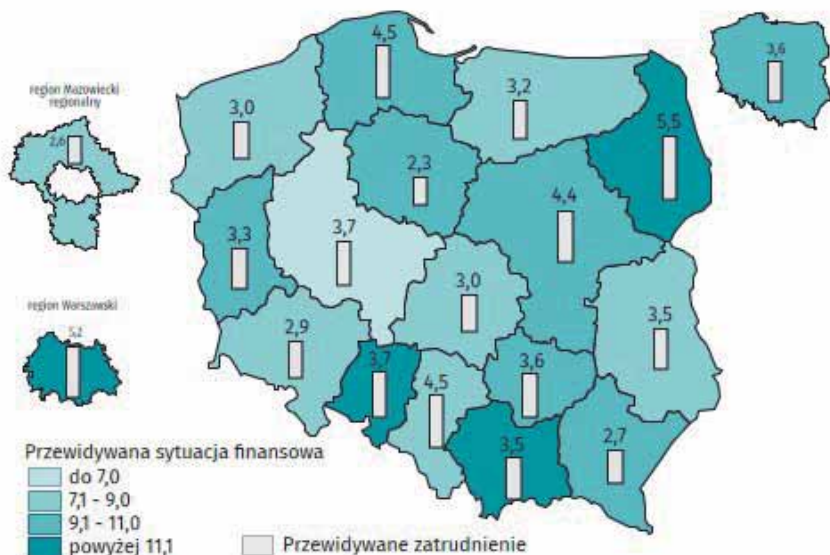 4,5
3,6
region Mazowiecki
regionalny
3,0
3,2
2,6
5,5
2,3
4,4
3,3
3,7
3,0
region Warszawski
5,2
3,5
2,9
3,7
4,5
3,6
3,5
2,7
Przewidywana sytuacja finansowa
do 7,0
7,1 - 9,0
9,1 - 11,0
powyżej 11,1
Przewidywane zatrudnienie